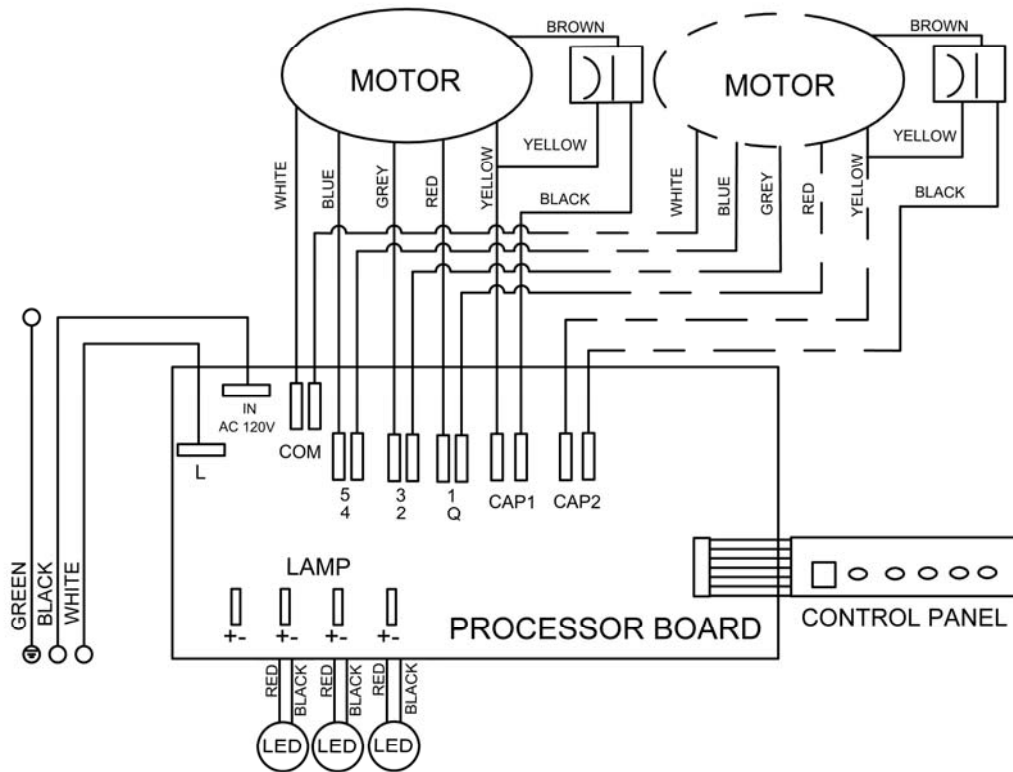 BROWN
BROWN
MOTOR
MOTOR
YELLOW
YELLOW
WHITE
BLUE
GREY
RED
YELLOW
BLACK
WHITE
BLUE
GREY
RED
YELLOW
BLACK
IN
AC 120V
COM
L
5
4
3
2
1
Q
CAP1
CAP2
GREEN
BLACK
WHITE
LAMP
+-
+-
+-
+-
PROCESSOR BOARD
CONTROL PANEL
RED
BLACK
RED
BLACK
RED
BLACK
LED
LED
LED